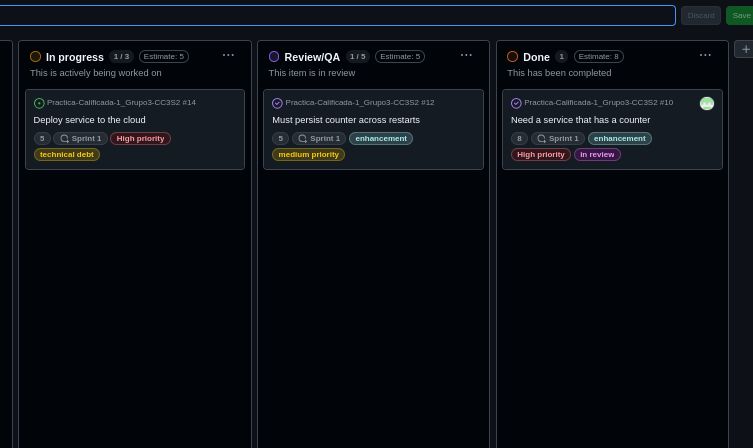 Discard Save
In progress 1 / 3 Estimate: 5 ...
This is actively being worked on
Practica-Calificada-1_Grupo3-CC3S2 #14
Deploy service to the cloud
5 Sprint 1 High priority
technical debt
Review/QA 1 / 5 Estimate: 5 ...
This item is in review
Practica-Calificada-1_Grupo3-CC3S2 #12
Must persist counter across restarts
5 Sprint 1 enhancement
medium priority
Done 1 Estimate: 8 ...
This has been completed
Practica-Calificada-1_Grupo3-CC3S2 #10
Need a service that has a counter
8 Sprint 1 enhancement
High priority in review
+